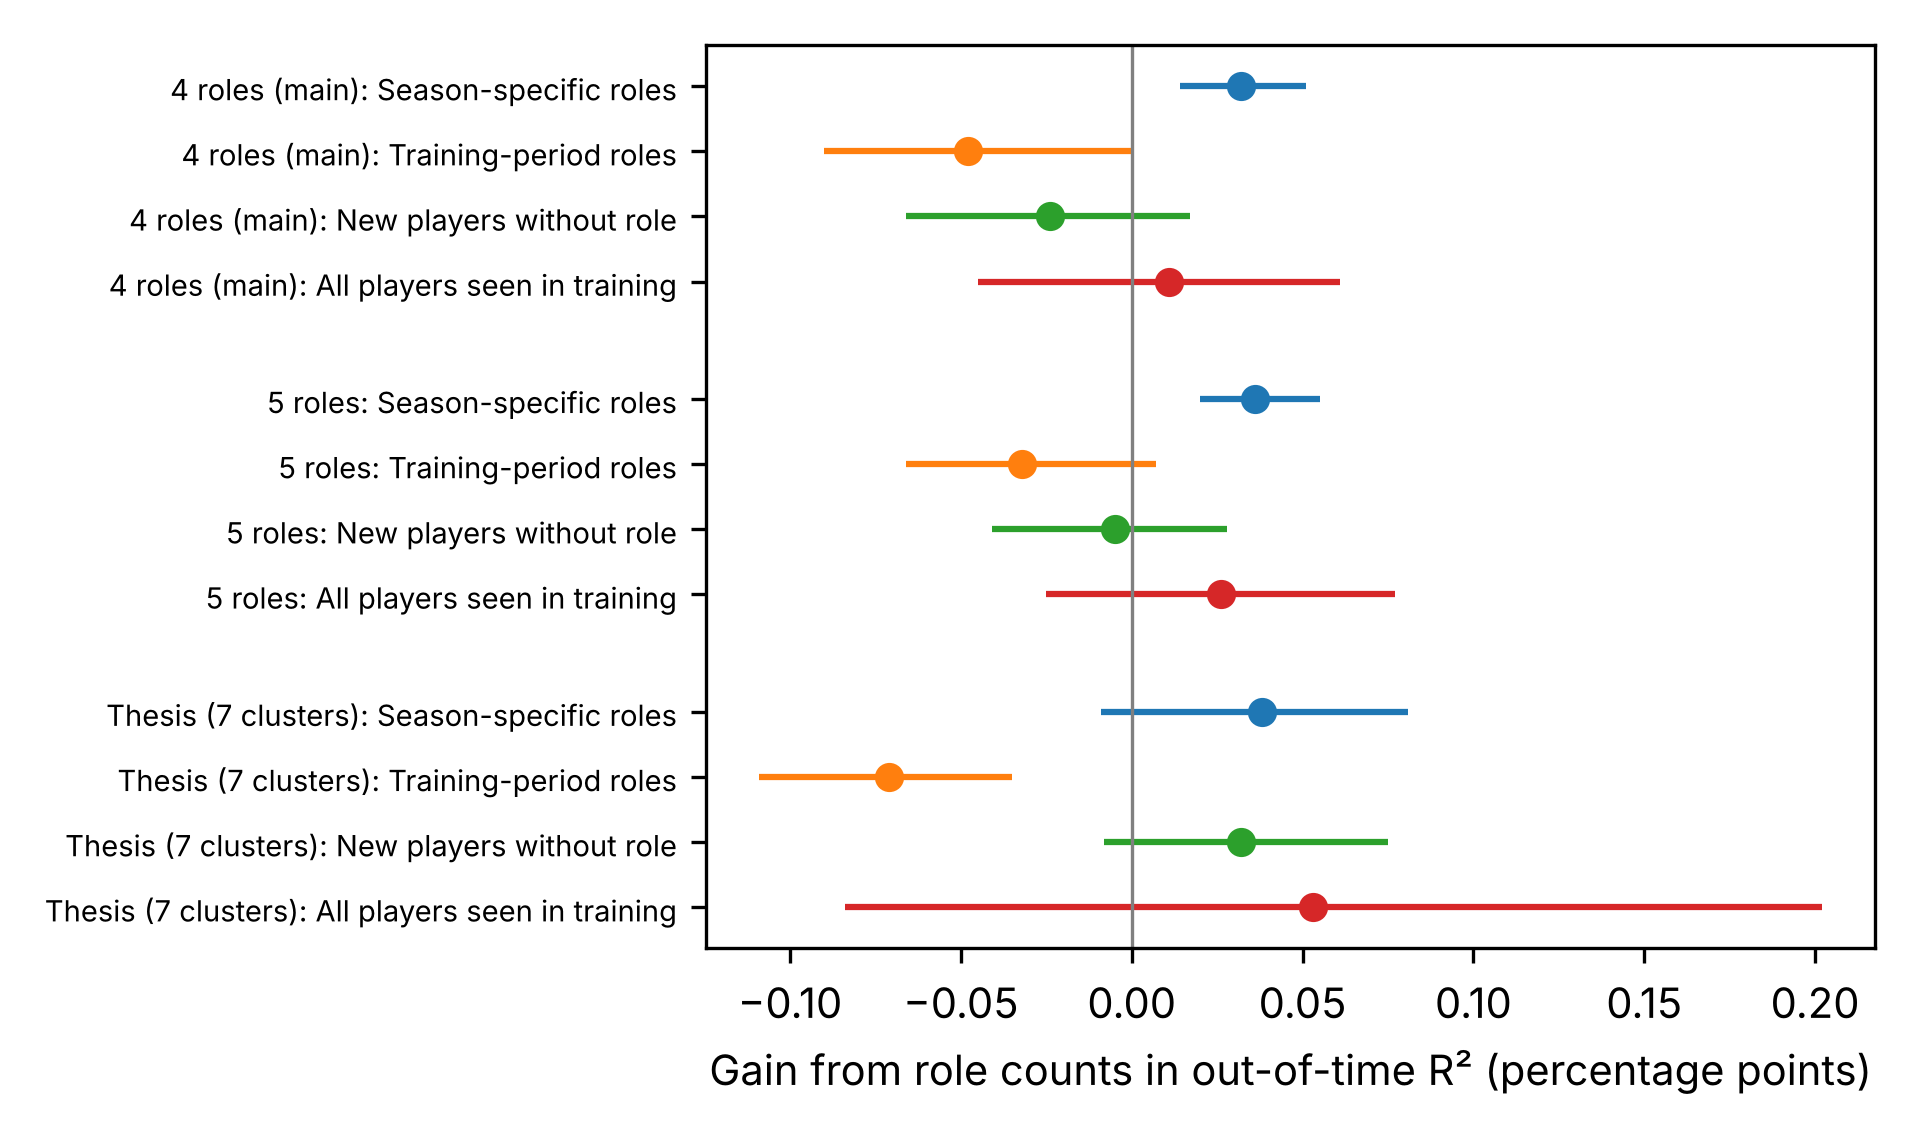 4 roles (main): Season-specific roles
4 roles (main): Training-period roles
4 roles (main): New players without role
4 roles (main): All players seen in training
5 roles: Season-specific roles
5 roles: Training-period roles
5 roles: New players without role
5 roles: All players seen in training
Thesis (7 clusters): Season-specific roles
Thesis (7 clusters): Training-period roles
Thesis (7 clusters): New players without role
Thesis (7 clusters): All players seen in training
−0.10 −0.05 0.00 0.05 0.10 0.15 0.20
Gain from role counts in out-of-time R² (percentage points)